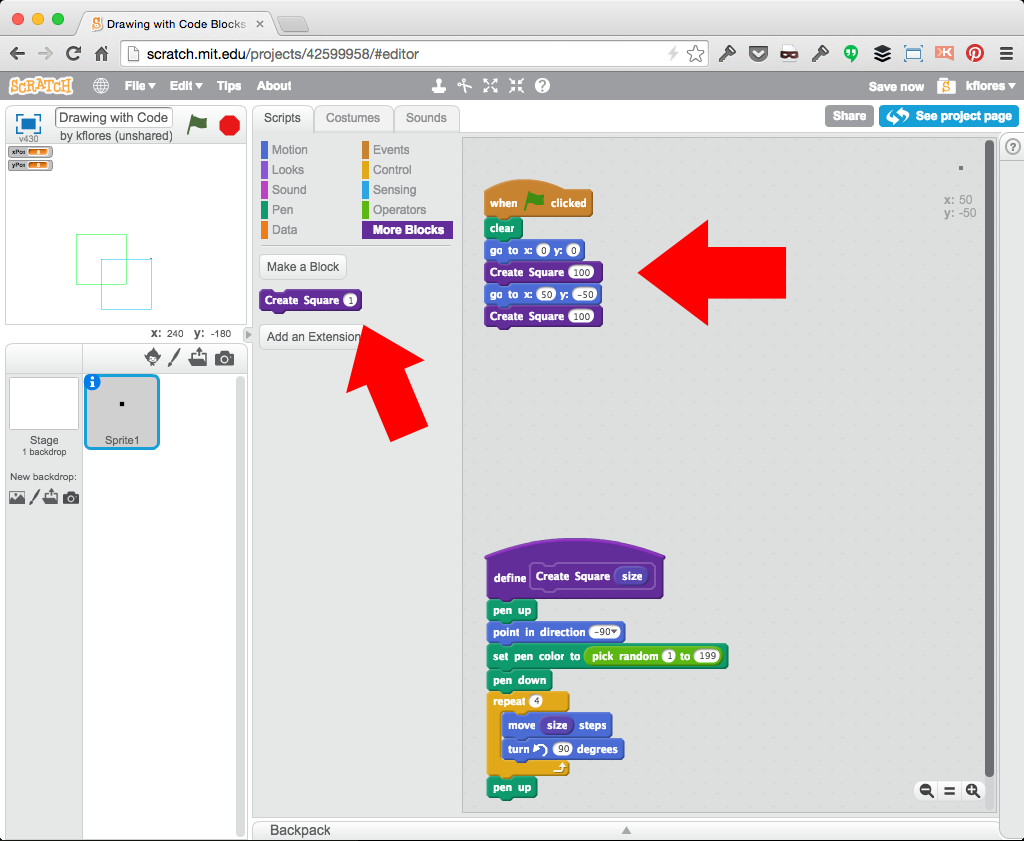 Drawing with Code Blocks
scratch.mit.edu/projects/42599958/#editor
SCRATCH
File
Edit
Tips
About
Save now
kflores
v430
Drawing with Code
by kflores (unshared)
xPos
yPos
x: 240 y: -180
Scripts
Costumes
Sounds
Share
See project page
Motion
Events
Looks
Control
Sound
Sensing
Pen
Operators
Data
More Blocks
Make a Block
Create Square 1
Add an Extension
when clicked
clear
go to x: 0 y: 0
Create Square 100
go to x: 50 y: -50
Create Square 100
x: 50
y: -50
Stage
1 backdrop
New backdrop:
Sprite1
define Create Square size
pen up
point in direction -90
set pen color to pick random 1 to 199
pen down
repeat 4
move size steps
turn 90 degrees
pen up
Backpack